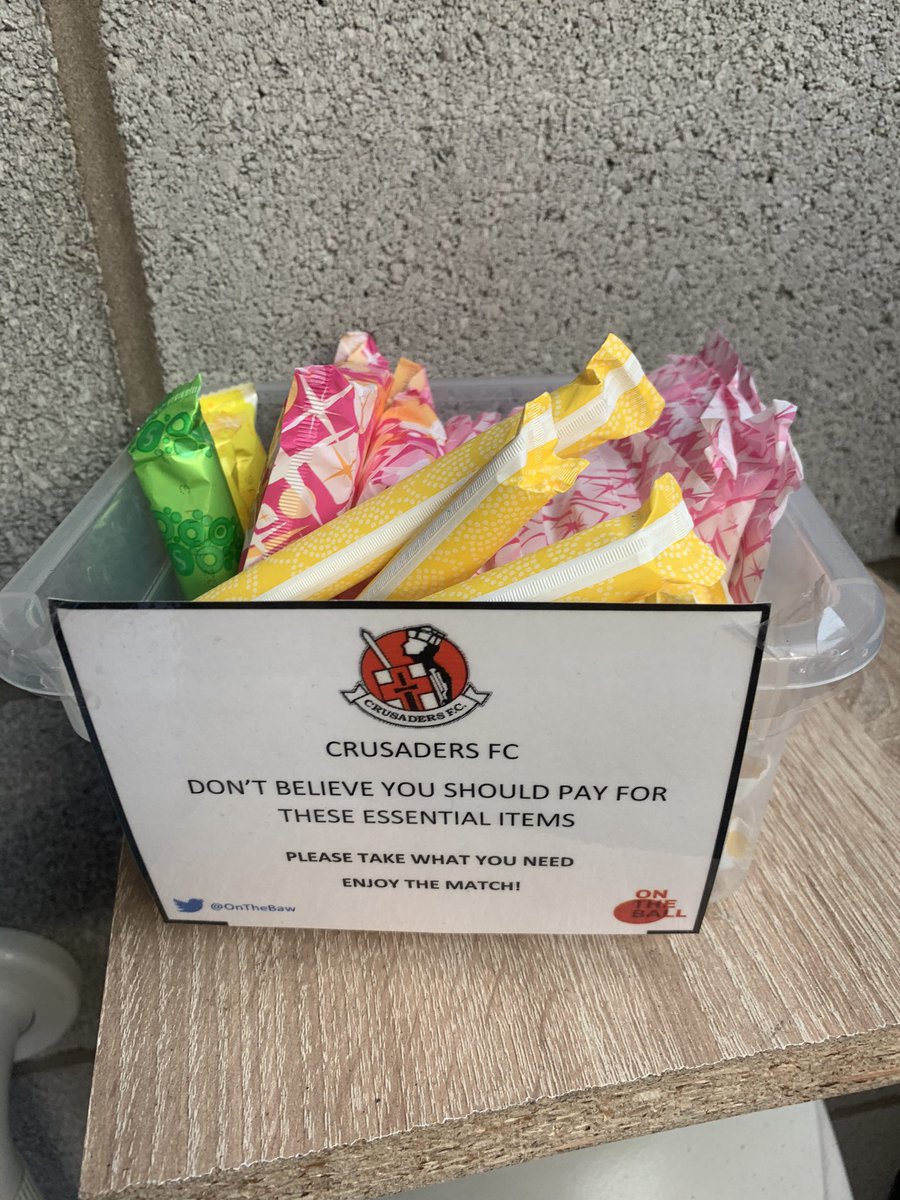 CRUSADERS F.C.
CRUSADERS FC
DON'T BELIEVE YOU SHOULD PAY FOR
THESE ESSENTIAL ITEMS
PLEASE TAKE WHAT YOU NEED
ENJOY THE MATCH!
@OnTheBaw
ON
THE
BALL